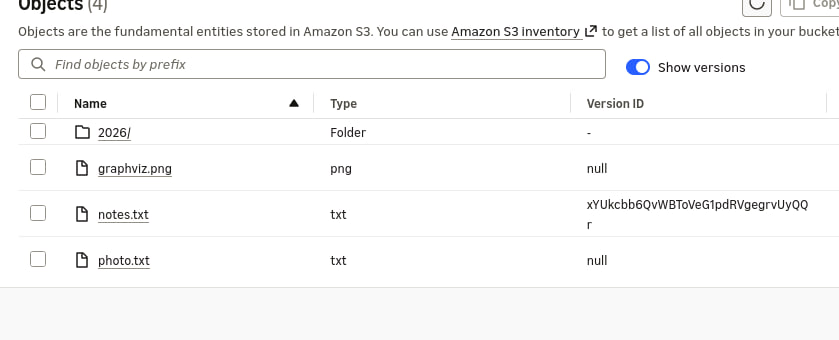 Objects (4)
Copy
Objects are the fundamental entities stored in Amazon S3. You can use Amazon S3 inventory to get a list of all objects in your bucket
Find objects by prefix
Show versions
Name Type Version ID
2026/ Folder -
graphviz.png png null
notes.txt txt xYUkcbb6QvWBToVeG1pdRVgegrvUyQQ
r
photo.txt txt null